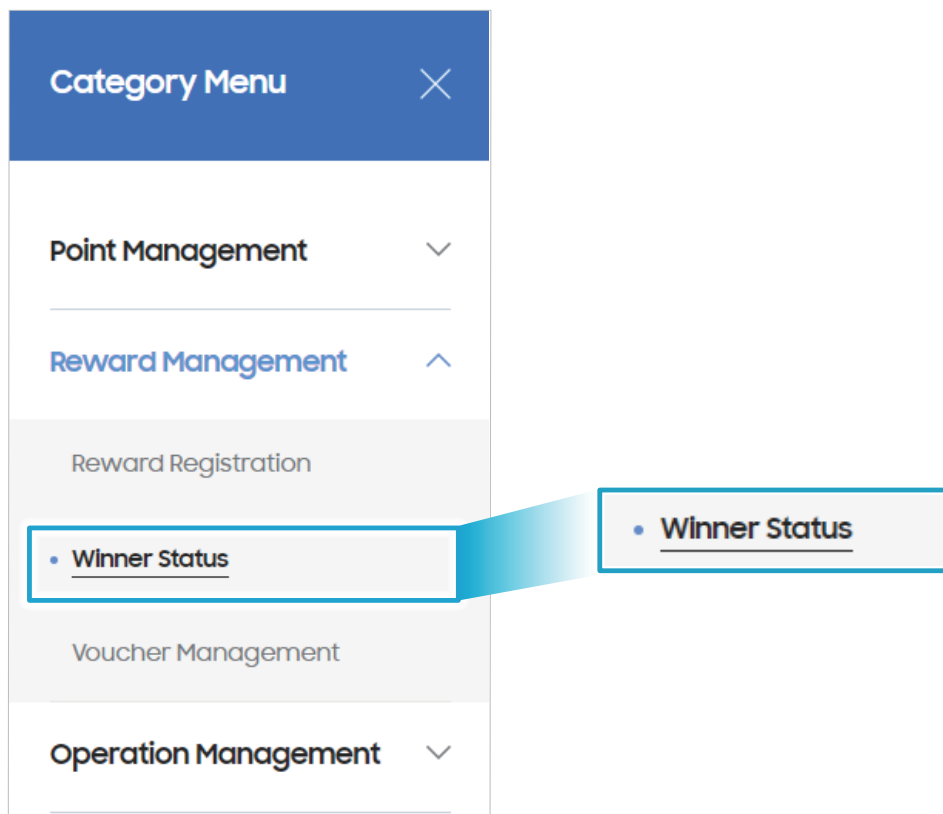 Category Menu
Point Management
Reward Management
Reward Registration
Winner Status
Winner Status
Voucher Management
Operation Management